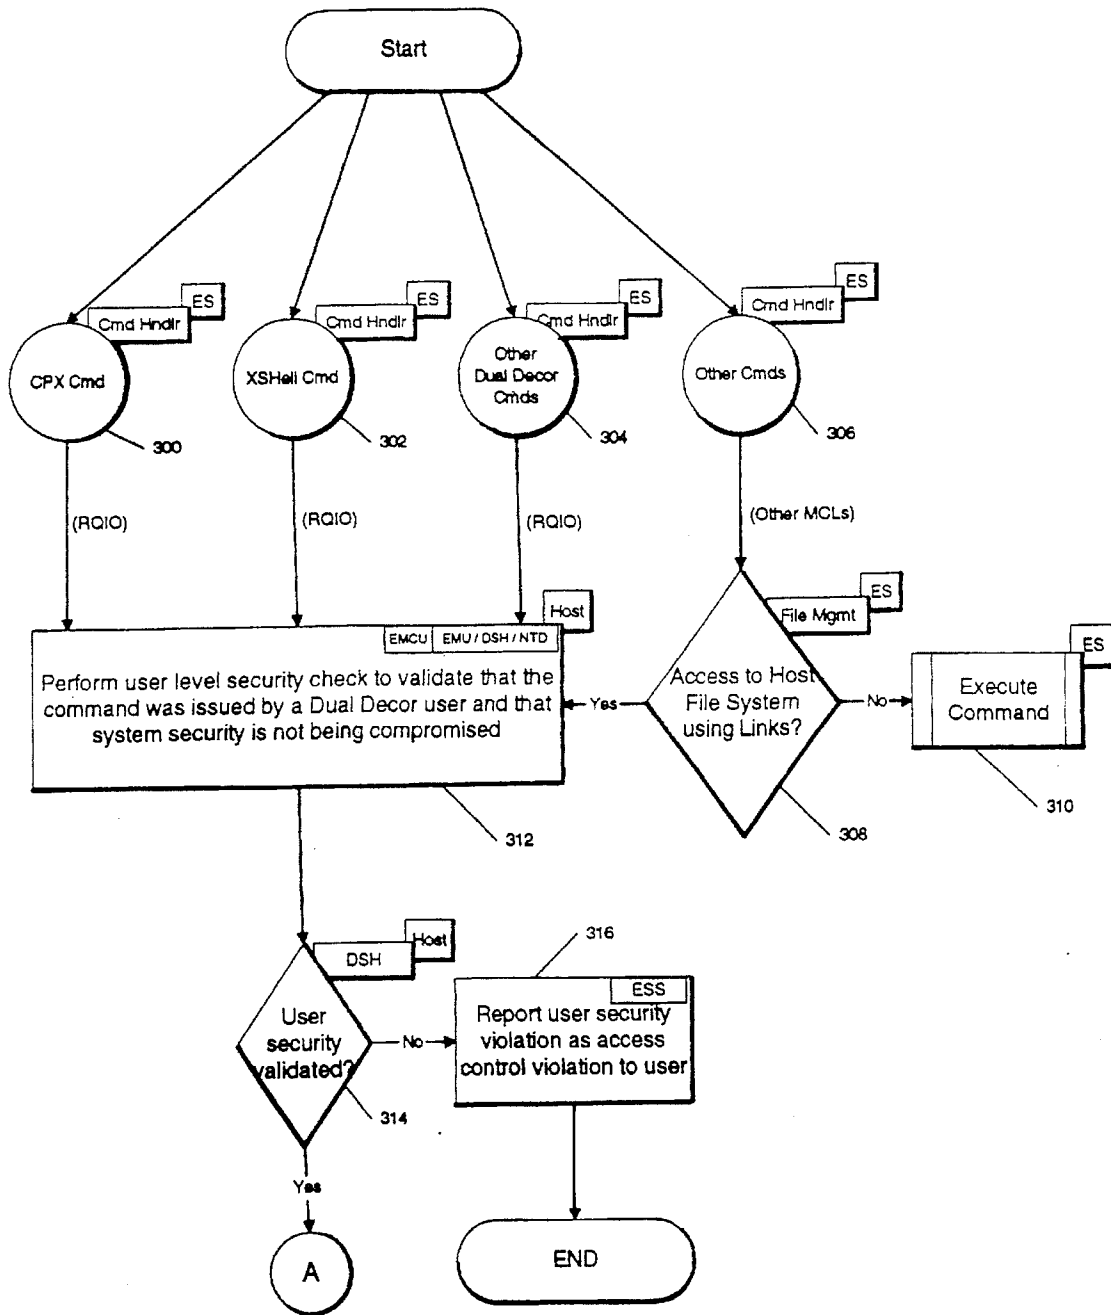 Start
ES
Cmd Hndlr
CPX Cmd
300
ES
Cmd Hndlr
XSHell Cmd
302
ES
Cmd Hndlr
Other
Dual Decor
Cmds
304
ES
Cmd Hndlr
Other Cmds
306
(RQIO)
(RQIO)
(RQIO)
(Other MCLs)
Host
EMCU
EMU / DSH / NTD
Perform user level security check to validate that the
command was issued by a Dual Decor user and that
system security is not being compromised
312
Yes
ES
File Mgmt
Access to Host
File System
using Links?
308
No
ES
Execute
Command
310
Host
DSH
User
security
validated?
314
No
316
ESS
Report user security
violation as access
control violation to user
Yes
A
END